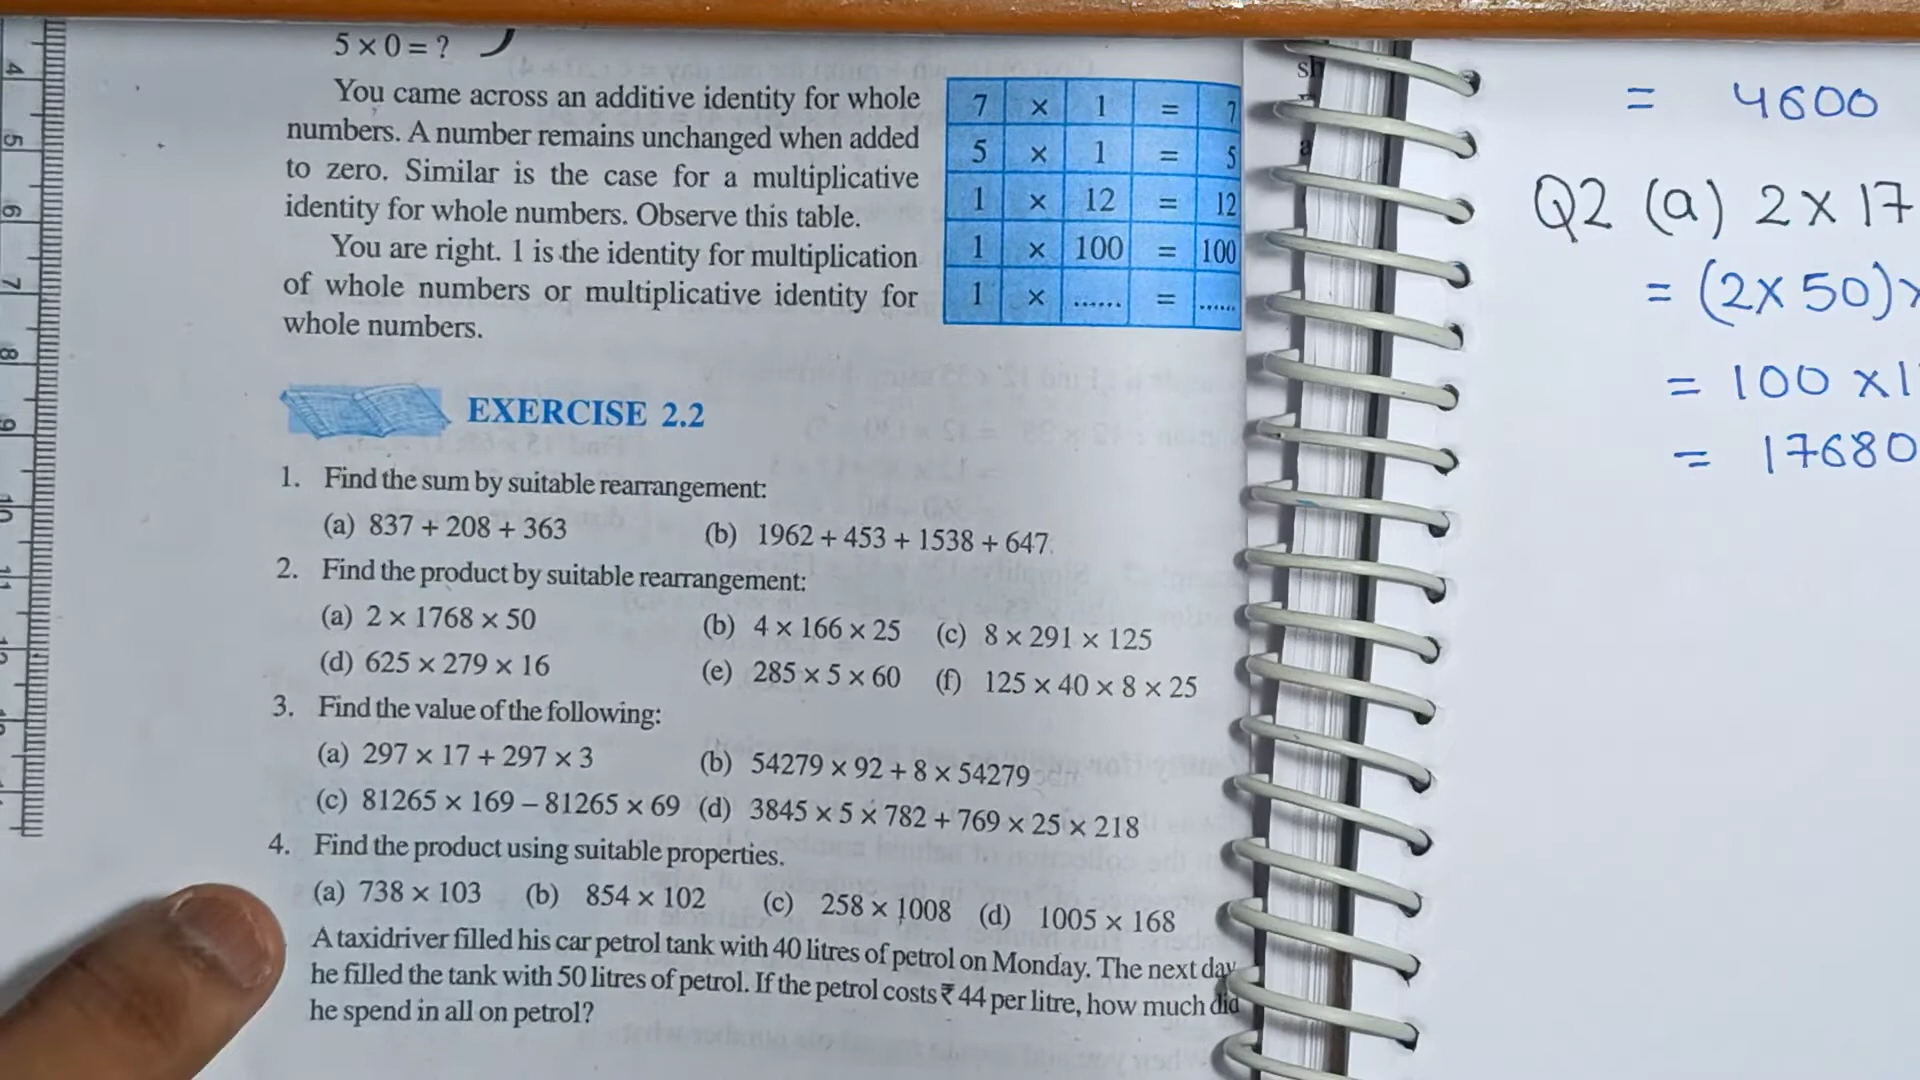 5 × 0 = ?
You came across an additive identity for whole
numbers. A number remains unchanged when added
to zero. Similar is the case for a multiplicative
identity for whole numbers. Observe this table.
You are right. 1 is the identity for multiplication
of whole numbers or multiplicative identity for
whole numbers.
7 × 1 = 7
5 × 1 = 5
1 × 12 = 12
1 × 100 = 100
1 × ...... = ......
EXERCISE 2.2
1. Find the sum by suitable rearrangement:
(a) 837 + 208 + 363 (b) 1962 + 453 + 1538 + 647
2. Find the product by suitable rearrangement:
(a) 2 × 1768 × 50 (b) 4 × 166 × 25 (c) 8 × 291 × 125
(d) 625 × 279 × 16 (e) 285 × 5 × 60 (f) 125 × 40 × 8 × 25
3. Find the value of the following:
(a) 297 × 17 + 297 × 3 (b) 54279 × 92 + 8 × 54279
(c) 81265 × 169 – 81265 × 69 (d) 3845 × 5 × 782 + 769 × 25 × 218
4. Find the product using suitable properties.
(a) 738 × 103 (b) 854 × 102 (c) 258 × 1008 (d) 1005 × 168
A taxidriver filled his car petrol tank with 40 litres of petrol on Monday. The next day
he filled the tank with 50 litres of petrol. If the petrol costs ₹ 44 per litre, how much did
he spend in all on petrol?
= 4600
Q2 (a) 2 × 17
= (2 × 50) ×
= 100 × 1
= 17680
4
5
6
7
8
9
10
11
12